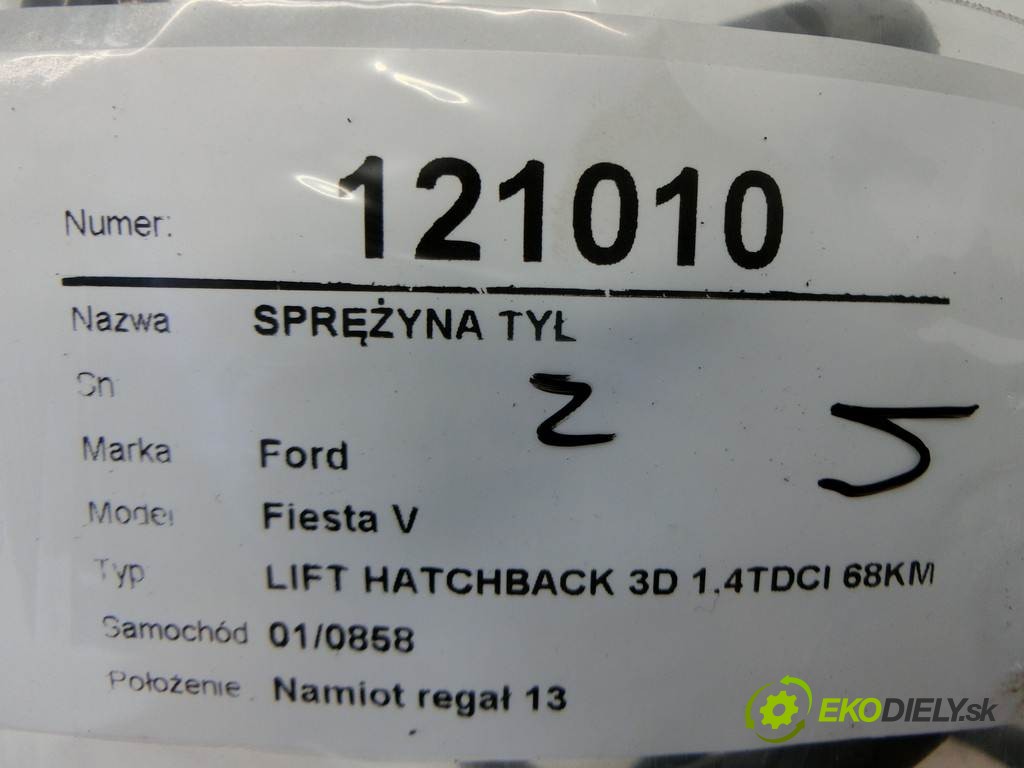 Numer: 121010
Nazwa SPRĘŻYNA TYŁ
Sn
2 5
Marka Ford
Model Fiesta V
Typ LIFT HATCHBACK 3D 1.4TDCI 68KM
Samochód 01/0858
Położenie Namiot regał 13
EKODIELY.sk